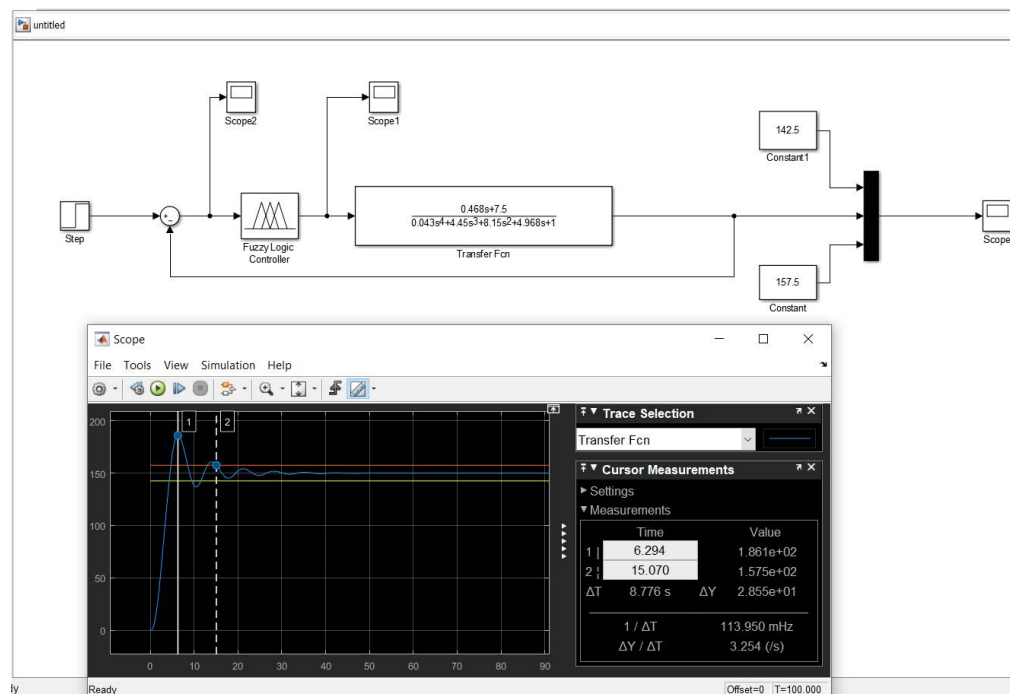 untitled
Scope2
Scope1
142.5
Constant1
Step
Fuzzy Logic
Controller
0.468s+7.5
0.043s4+4.45s3+8.15s2+4.968s+1
Transfer Fcn
Scope
157.5
Constant
Scope
File Tools View Simulation Help
Trace Selection
Transfer Fcn
Cursor Measurements
Settings
Measurements
Time Value
1 | 6.294 1.861e+02
2 ¦ 15.070 1.575e+02
ΔT 8.776 s ΔY 2.855e+01
1 / ΔT 113.950 mHz
ΔY / ΔT 3.254 (/s)
1 2
200
150
100
50
0
0 10 20 30 40 50 60 70 80 90
Ready Offset=0 T=100.000
dy